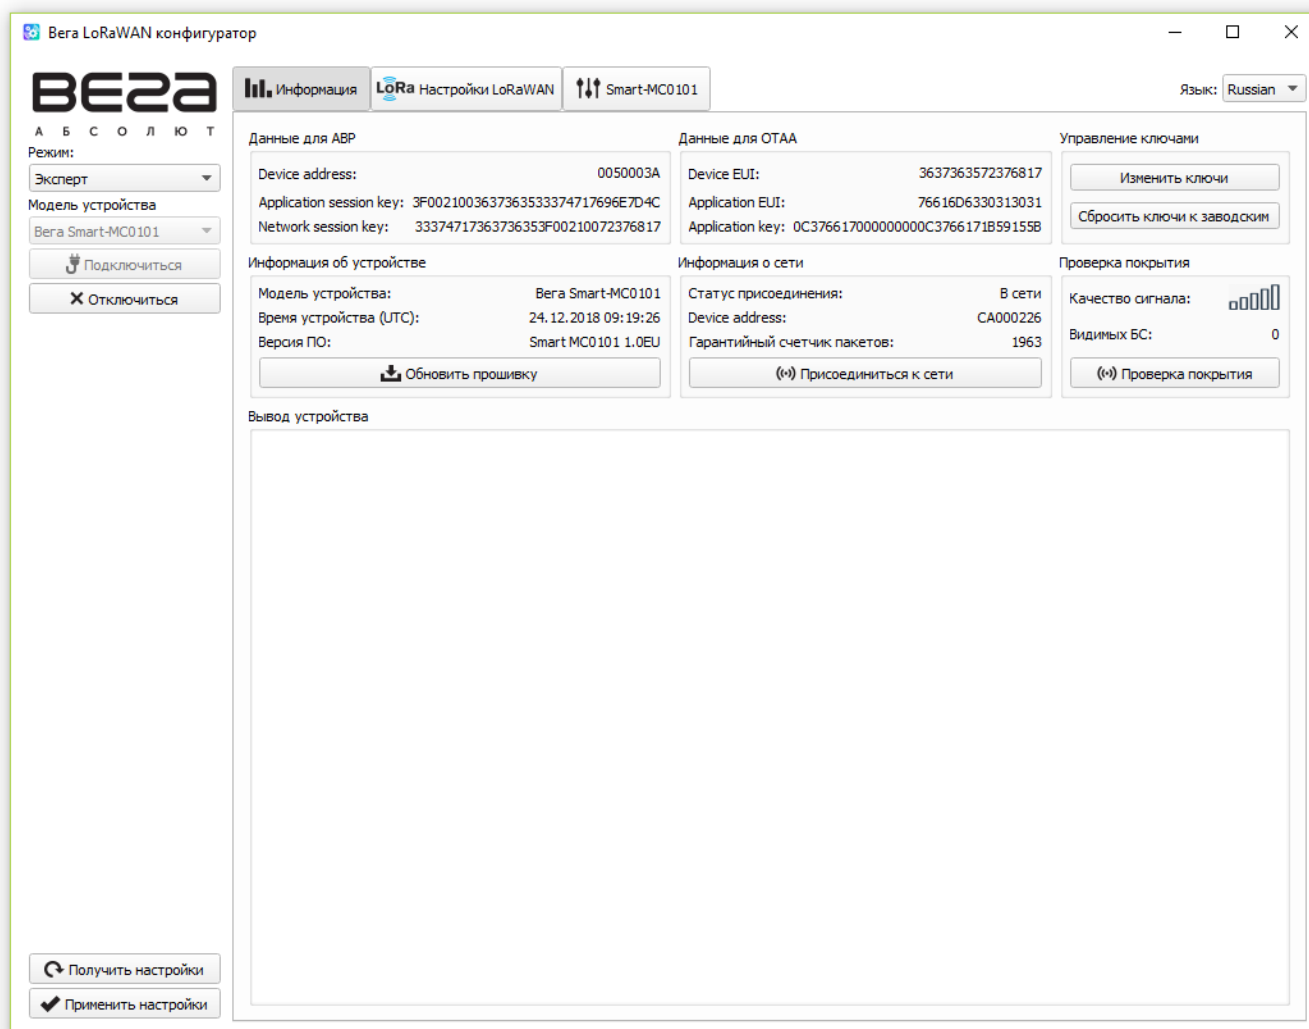 Вега LoRaWAN конфигуратор
ВЕГА
АБСОЛЮТ
Режим:
Эксперт
Модель устройства
Вега Smart-MC0101
Подключиться
Отключиться
Получить настройки
Применить настройки
Информация
LoRa Настройки LoRaWAN
Smart-MC0101
Язык: Russian
Данные для ABP
Device address: 0050003A
Application session key: 3F0021003637363533374717696E7D4C
Network session key: 33374717363736353F00210072376817
Данные для OTAA
Device EUI: 3637363572376817
Application EUI: 76616D6330313031
Application key: 0C37661700000000C3766171B59155B
Управление ключами
Изменить ключи
Сбросить ключи к заводским
Информация об устройстве
Модель устройства: Вега Smart-MC0101
Время устройства (UTC): 24.12.2018 09:19:26
Версия ПО: Smart MC0101 1.0EU
Обновить прошивку
Информация о сети
Статус присоединения: В сети
Device address: CA000226
Гарантийный счетчик пакетов: 1963
Присоединиться к сети
Проверка покрытия
Качество сигнала:
Видимых БС: 0
Проверка покрытия
Вывод устройства